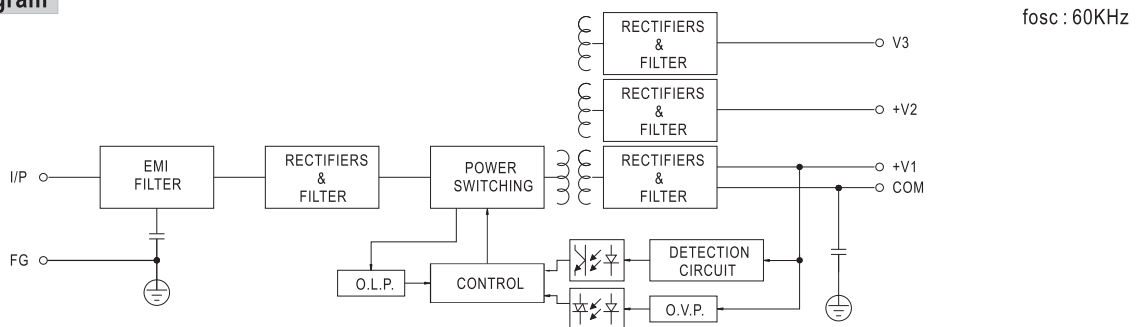 fosc : 60KHz
RECTIFIERS
&
FILTER
V3
RECTIFIERS
&
FILTER
+V2
I/P
EMI
FILTER
RECTIFIERS
&
FILTER
POWER
SWITCHING
RECTIFIERS
&
FILTER
+V1
COM
FG
O.L.P.
CONTROL
DETECTION
CIRCUIT
O.V.P.